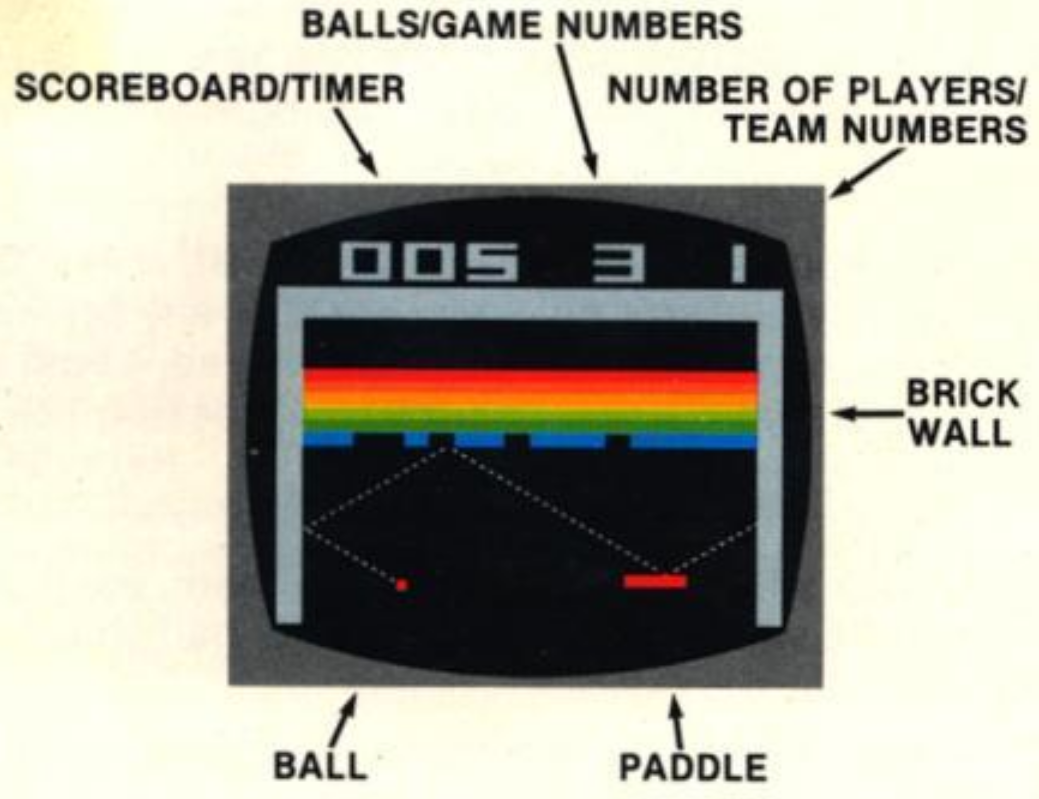 BALLS/GAME NUMBERS
SCOREBOARD/TIMER
NUMBER OF PLAYERS/
TEAM NUMBERS
005 3 1
BRICK
WALL
BALL
PADDLE